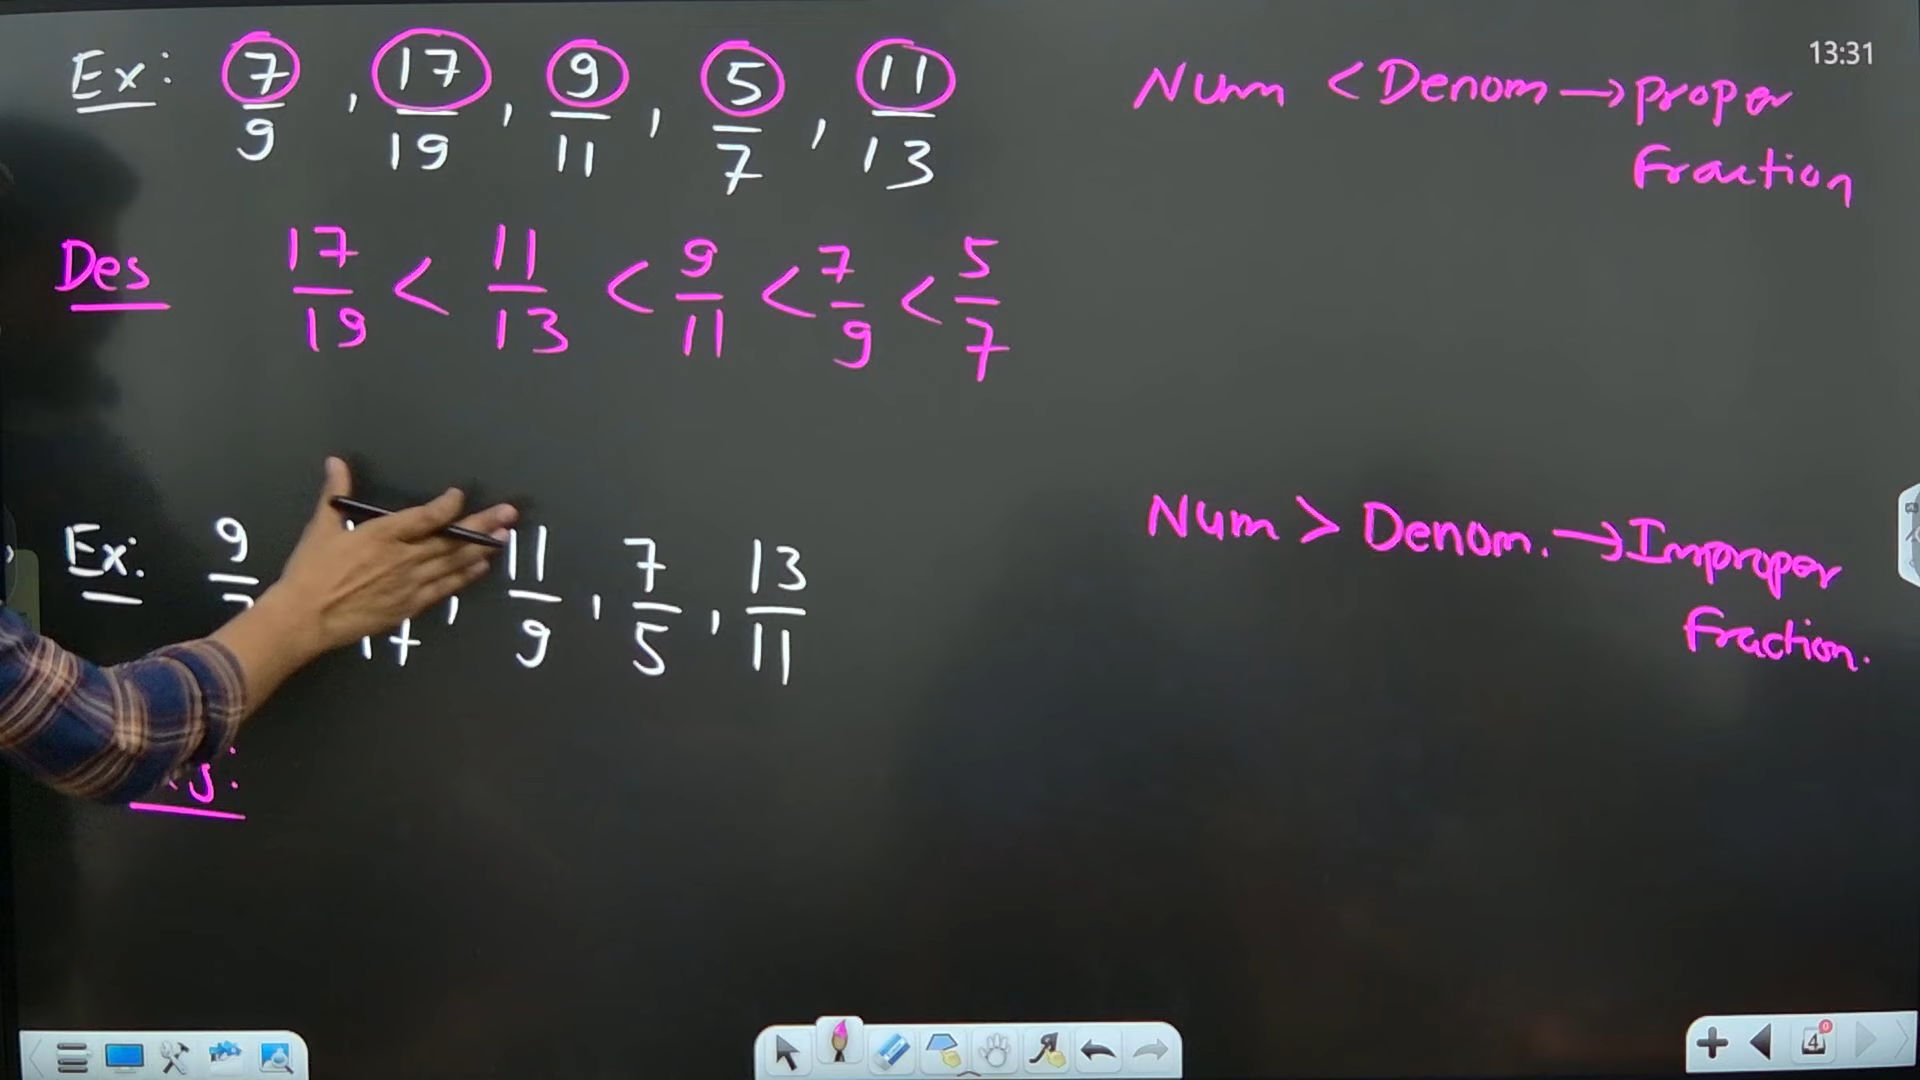 13:31
Ex: 7/9 , 17/19 , 9/11 , 5/7 , 11/13
Num < Denom → proper
Fraction
Des 17/19 < 11/13 < 9/11 < 7/9 < 5/7
Ex: 9/ 17 , 11/9 , 7/5 , 13/11
Num > Denom. → Improper
Fraction.
4